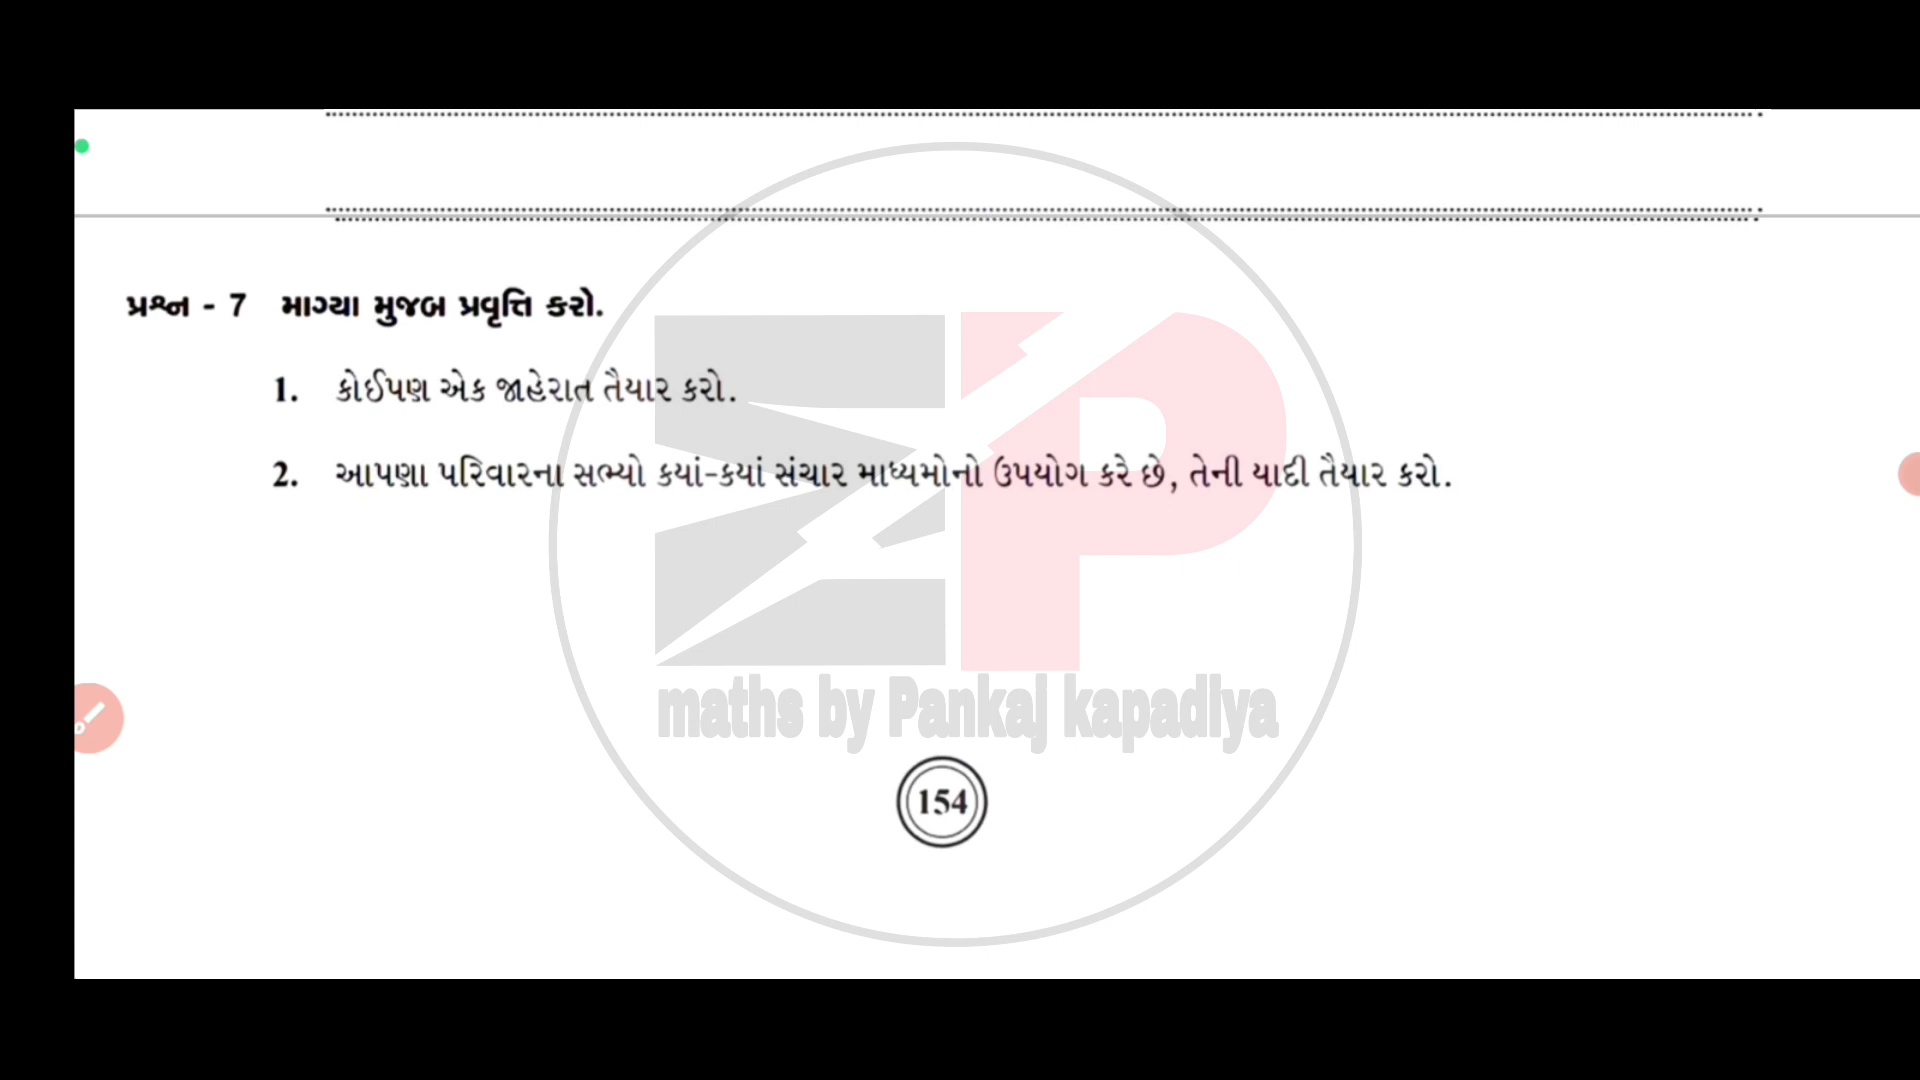 પ્રશ્ન - 7 માગ્યા મુજબ પ્રવૃત્તિ કરો.
1. કોઈપણ એક જાહેરાત તૈયાર કરો.
2. આપણા પરિવારના સભ્યો કયાં-કયાં સંચાર માધ્યમોનો ઉપયોગ કરે છે, તેની યાદી તૈયાર કરો.
maths by Pankaj kapadiya
154